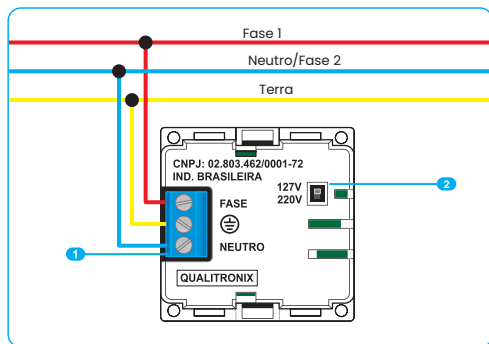 Fase 1
Neutro/Fase 2
Terra
CNPJ: 02.803.462/0001-72
IND. BRASILEIRA
127V
220V
2
FASE
NEUTRO
1
QUALITRONIX